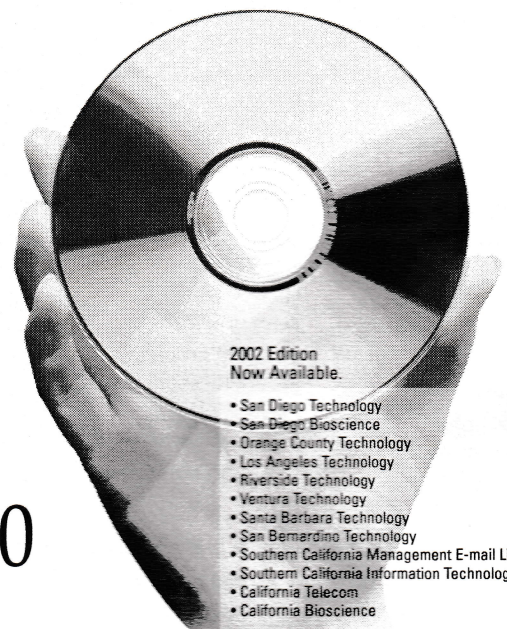 2002 Edition
Now Available.
• San Diego Technology
• San Diego Bioscience
• Orange County Technology
• Los Angeles Technology
• Riverside Technology
• Ventura Technology
• Santa Barbara Technology
• San Bernardino Technology
• Southern California Management E-mail
• Southern California Information
• California Telecom
• California Bioscience
0